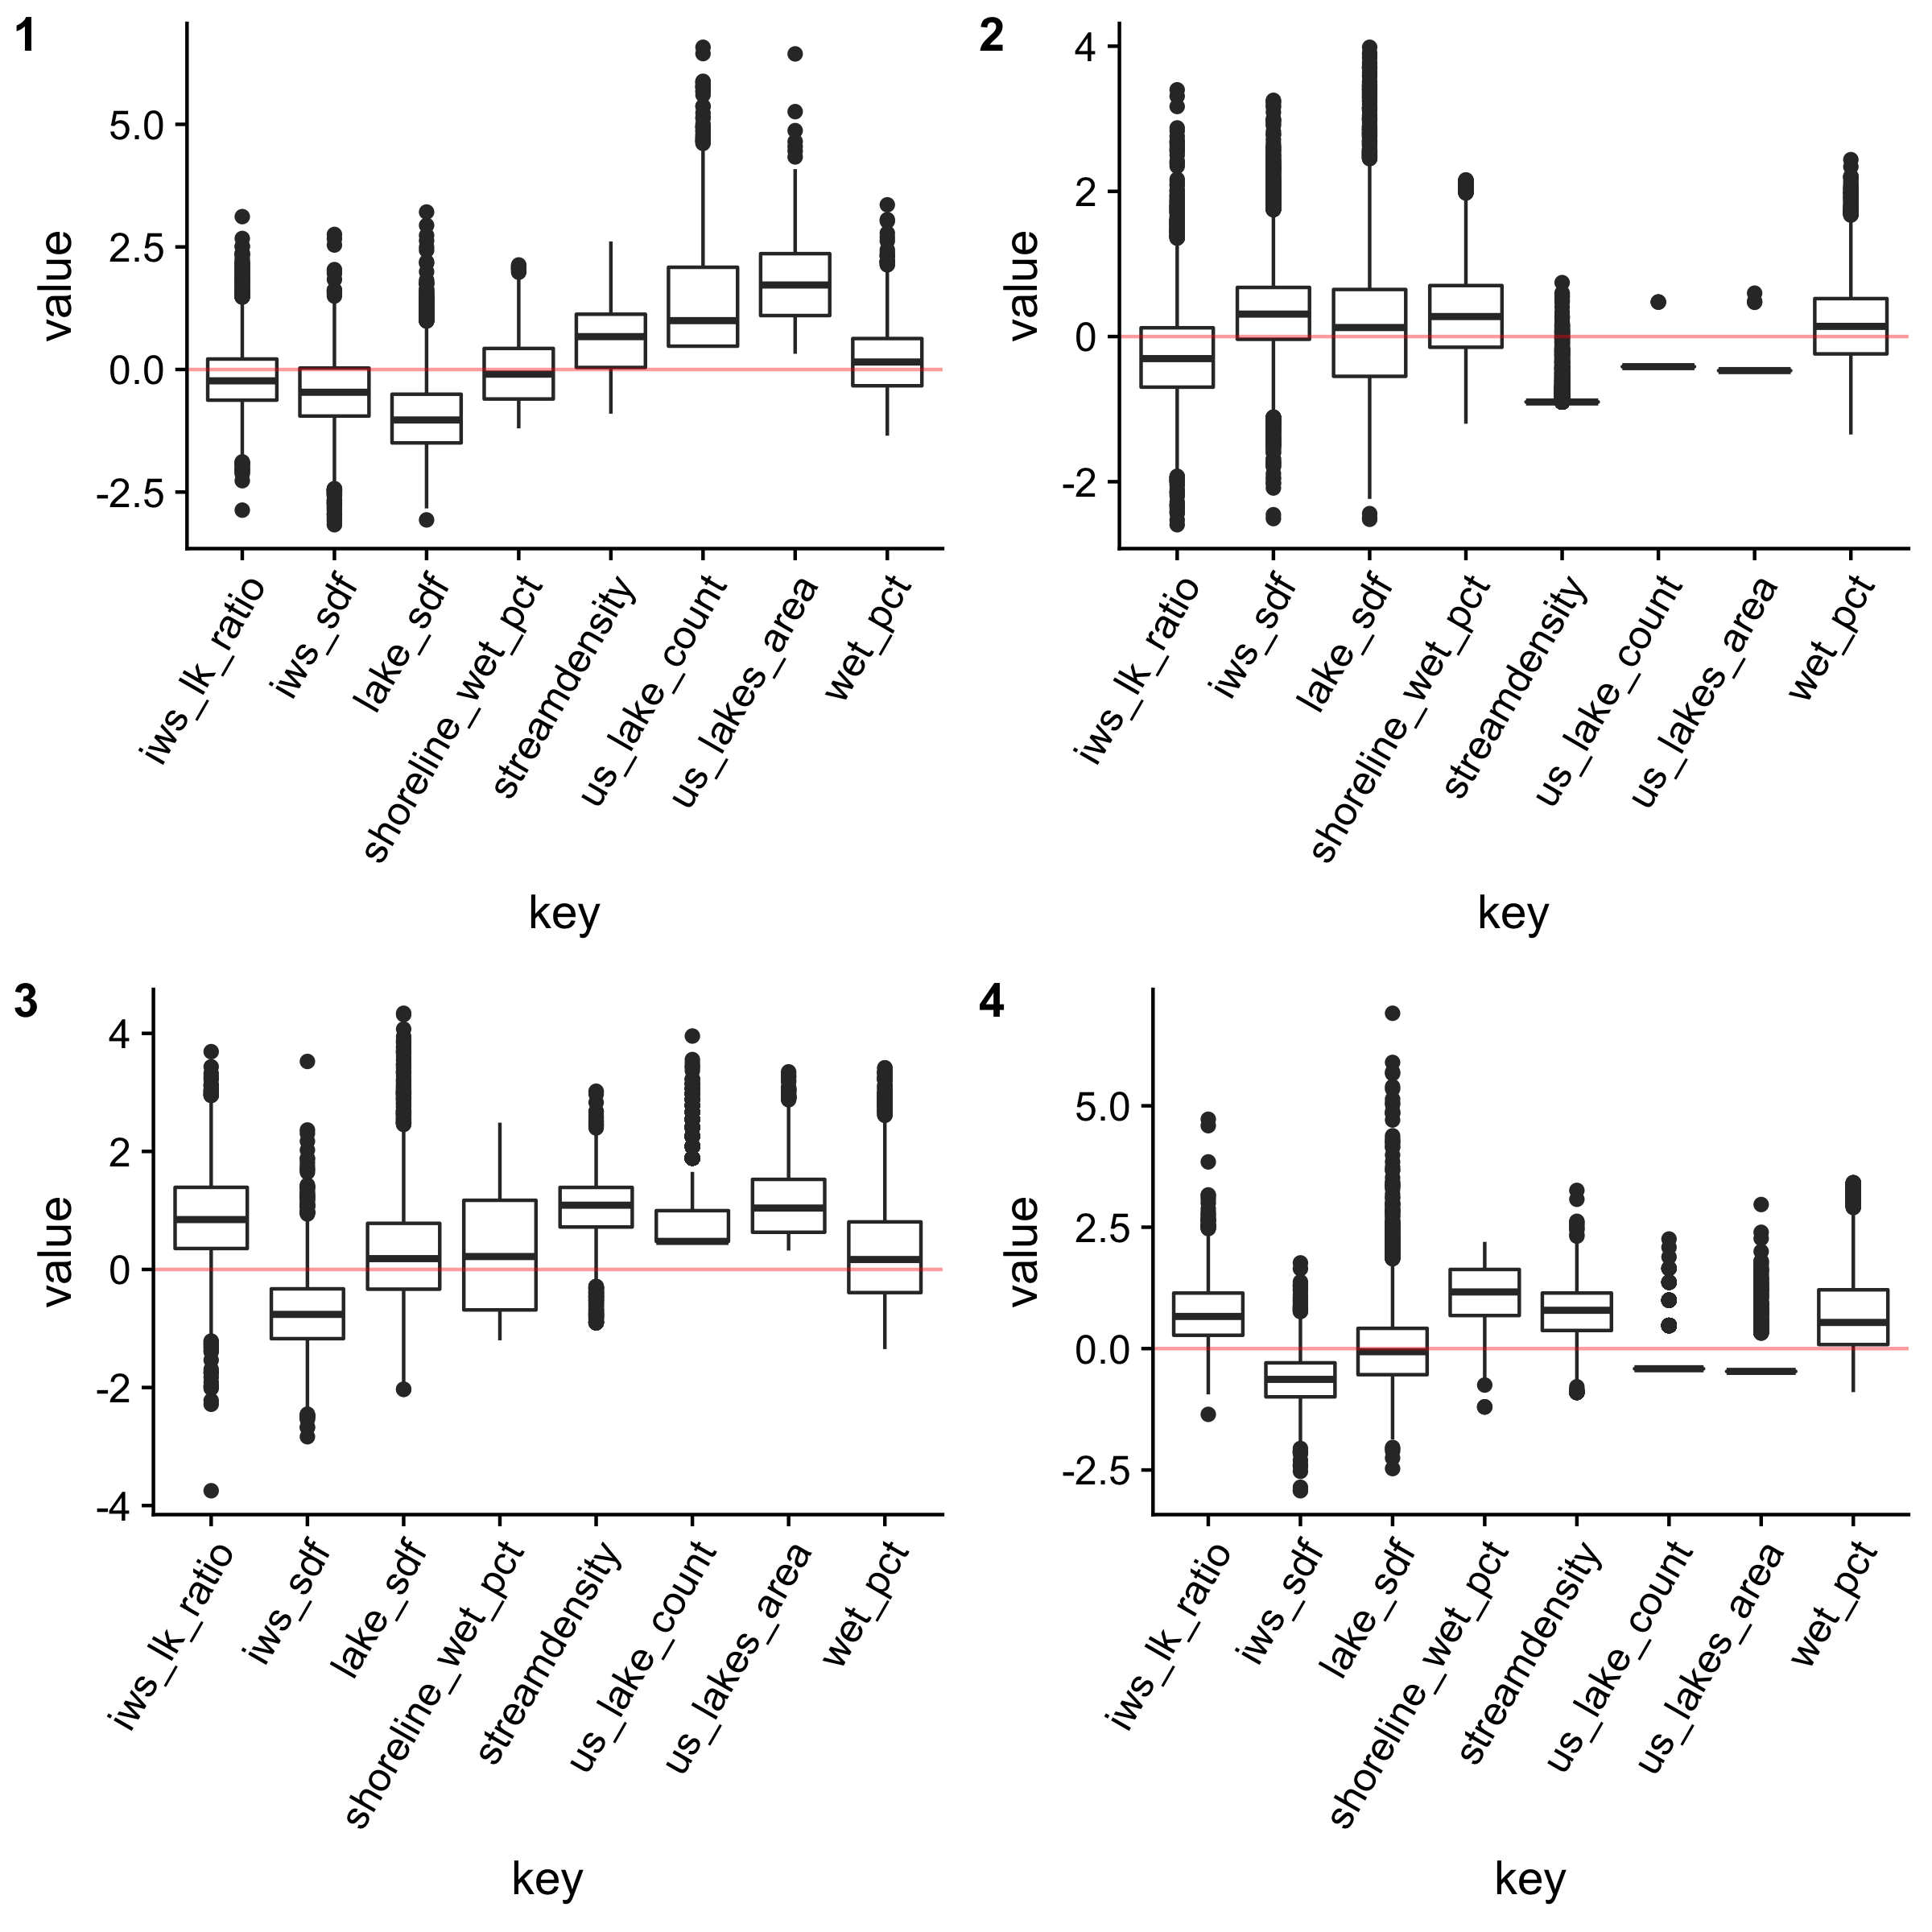 1
value
5.0
2.5
0.0
-2.5
iws_lk_ratio
iws_sdf
lake_sdf
shoreline_wet_pct
streamdensity
us_lake_count
us_lakes_area
wet_pct
key
2
value
4
2
0
-2
iws_lk_ratio
iws_sdf
lake_sdf
shoreline_wet_pct
streamdensity
us_lake_count
us_lakes_area
wet_pct
key
3
value
4
2
0
-2
-4
iws_lk_ratio
iws_sdf
lake_sdf
shoreline_wet_pct
streamdensity
us_lake_count
us_lakes_area
wet_pct
key
4
value
5.0
2.5
0.0
-2.5
iws_lk_ratio
iws_sdf
lake_sdf
shoreline_wet_pct
streamdensity
us_lake_count
us_lakes_area
wet_pct
key